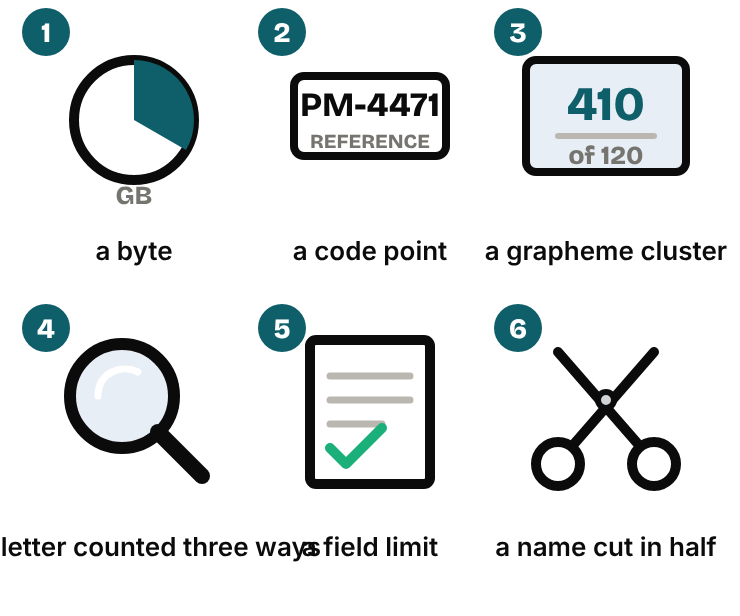 1
2
3
GB
PM-4471
REFERENCE
410
of 120
a byte
a code point
a grapheme cluster
4
5
6
letter counted three ways
a field limit
a name cut in half